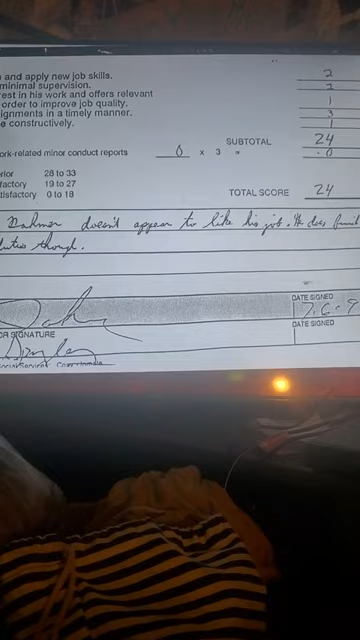 and apply new job skills. 2
minimal supervision. 2
rest in his work and offers relevant
order to improve job quality. 1
ignments in a timely manner. 3
e constructively. 1
SUBTOTAL 24
ork-related minor conduct reports 0 x 3 = - 0
rior 28 to 33
factory 19 to 27
tisfactory 0 to 18
TOTAL SCORE 24
Dahmer doesn't appear to like his job. He does
duties though.
DATE SIGNED
7-6-9
OR SIGNATURE
DATE SIGNED